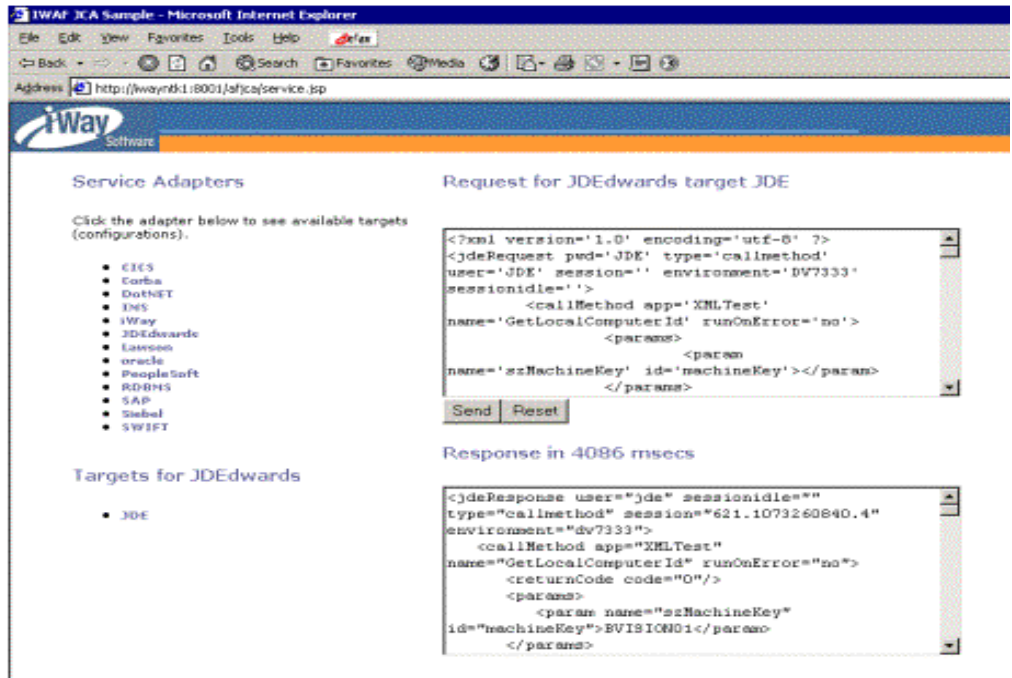 IWAF JCA Sample - Microsoft Internet Explorer
File Edit View Favorites Tools Help eFax
Back Search Favorites Media
Address http://iwayntk1:8001/afjca/service.jsp
iWay
Software
Service Adapters
Click the adapter below to see available targets
(configurations).
CICS
Corba
DotNET
IMS
iWay
JDEdwards
Lawson
oracle
PeopleSoft
RDBMS
SAP
Siebel
SWIFT
Targets for JDEdwards
JDE
Request for JDEdwards target JDE
<?xml version='1.0' encoding='utf-8' ?>
<jdeRequest pwd='JDE' type='callmethod'
user='JDE' session='' environment='DV7333'
sessionidle=''>
<callMethod app='XMLTest'
name='GetLocalComputerId' runOnError='no'>
<params>
<param
name='szMachineKey' id='machineKey'></param>
</params>
Send Reset
Response in 4086 msecs
<jdeResponse user="jde" sessionidle=""
type="callmethod" session="621.1073260840.4"
environment="dv7333">
<callMethod app="XMLTest"
name="GetLocalComputerId" runOnError="no">
<returnCode code="0"/>
<params>
<param name="szMachineKey"
id="machineKey">BVISION01</param>
</params>